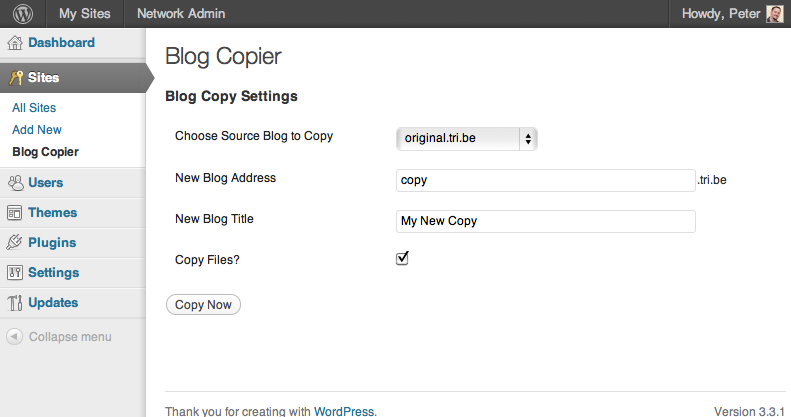 My Sites Network Admin Howdy, Peter
Dashboard
Sites
All Sites
Add New
Blog Copier
Users
Themes
Plugins
Settings
Updates
Collapse menu
Blog Copier
Blog Copy Settings
Choose Source Blog to Copy original.tri.be
New Blog Address copy .tri.be
New Blog Title My New Copy
Copy Files?
Copy Now
Thank you for creating with WordPress. Version 3.3.1